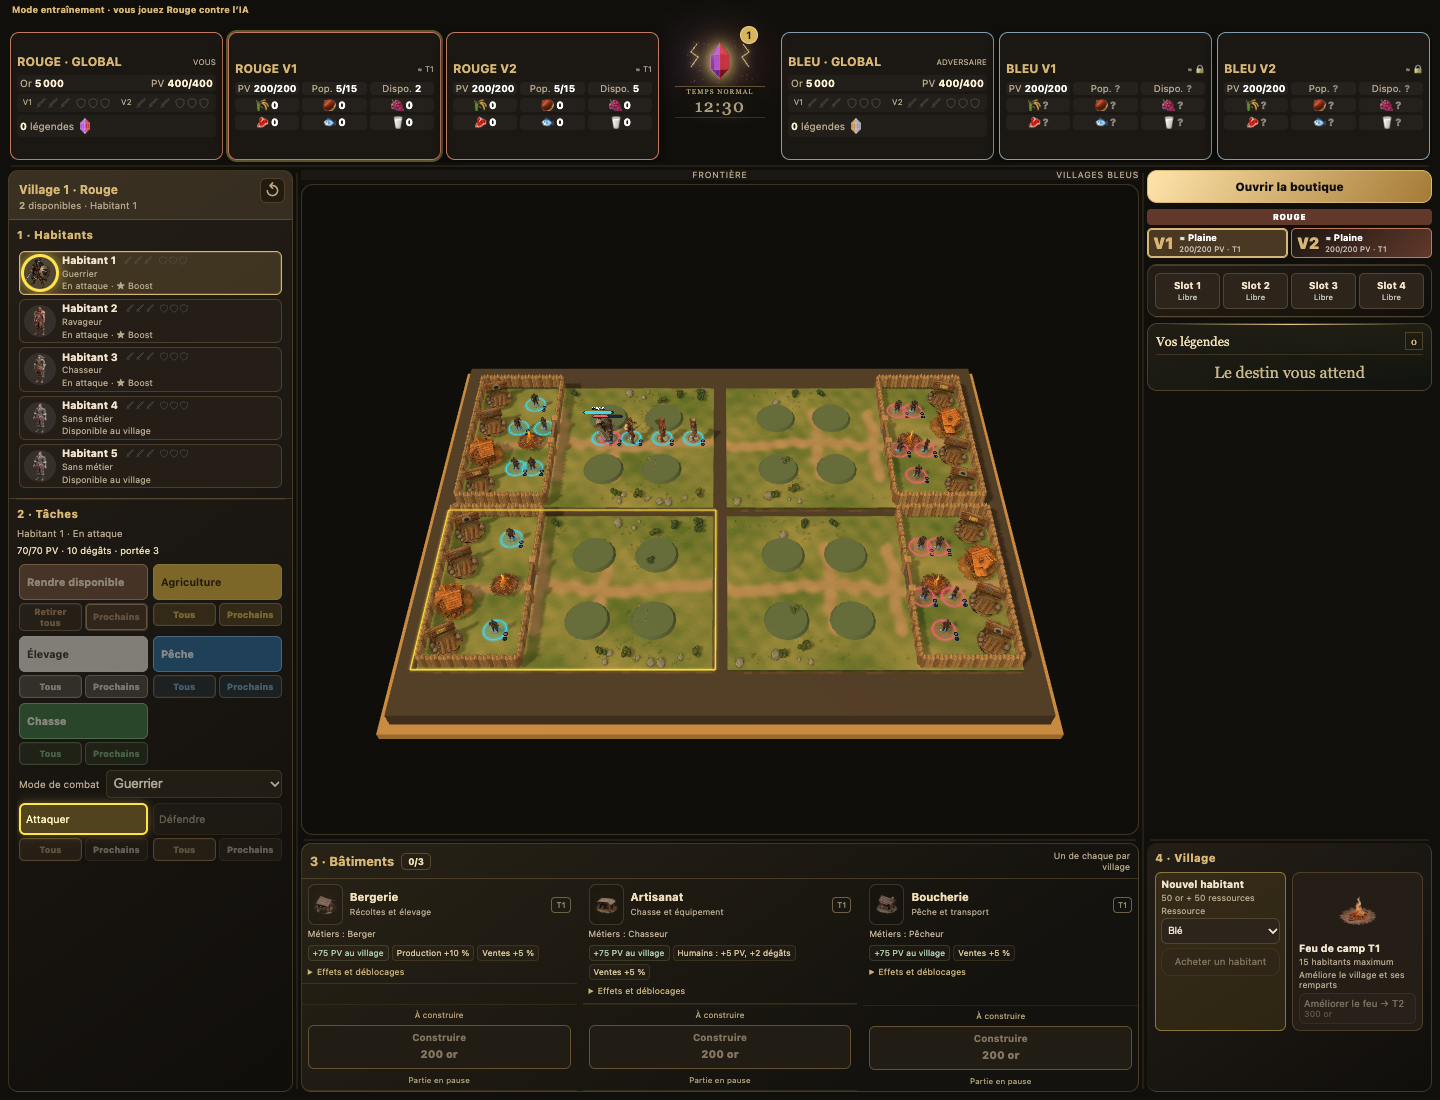 Mode entraînement · vous jouez Rouge contre l'IA
ROUGE · GLOBAL VOUS
Or 5 000 PV 400/400
V1 V2
0 légendes
ROUGE V1 T1
PV 200/200 Pop. 5/15 Dispo. 2
0 0 0
0 0 0
ROUGE V2 T1
PV 200/200 Pop. 5/15 Dispo. 5
0 0 0
0 0 0
1
TEMPS NORMAL
12:30
BLEU · GLOBAL ADVERSAIRE
Or 5 000 PV 400/400
V1 V2
0 légendes
BLEU V1
PV 200/200 Pop. ? Dispo. ?
? ? ?
? ? ?
BLEU V2
PV 200/200 Pop. ? Dispo. ?
? ? ?
? ? ?
Village 1 · Rouge
2 disponibles · Habitant 1
1 · Habitants
Habitant 1
Guerrier
En attaque · ★ Boost
Habitant 2
Ravageur
En attaque · ★ Boost
Habitant 3
Chasseur
En attaque · ★ Boost
Habitant 4
Sans métier
Disponible au village
Habitant 5
Sans métier
Disponible au village
2 · Tâches
Habitant 1 · En attaque
70/70 PV · 10 dégâts · portée 3
Rendre disponible Agriculture
Retirer tous Prochains Tous Prochains
Élevage Pêche
Tous Prochains Tous Prochains
Chasse
Tous Prochains
Mode de combat Guerrier
Attaquer Défendre
Tous Prochains Tous Prochains
FRONTIÈRE VILLAGES BLEUS
3 · Bâtiments 0/3
Un de chaque par
village
Bergerie T1
Récoltes et élevage
Métiers : Berger
+75 PV au village Production +10 % Ventes +5 %
▸ Effets et déblocages
À construire
Construire
200 or
Partie en pause
Artisanat T1
Chasse et équipement
Métiers : Chasseur
+75 PV au village Humains : +5 PV, +2 dégâts
Ventes +5 %
▸ Effets et déblocages
À construire
Construire
200 or
Partie en pause
Boucherie T1
Pêche et transport
Métiers : Pêcheur
+75 PV au village Ventes +5 %
▸ Effets et déblocages
À construire
Construire
200 or
Partie en pause
Ouvrir la boutique
ROUGE
V1 Plaine
200/200 PV · T1
V2 Plaine
200/200 PV · T1
Slot 1 Slot 2 Slot 3 Slot 4
Libre Libre Libre Libre
Vos légendes 0
Le destin vous attend
4 · Village
Nouvel habitant
50 or + 50 ressources
Ressource
Blé
Acheter un habitant
Feu de camp T1
15 habitants maximum
Améliore le village et ses
remparts
Améliorer le feu → T2
300 or